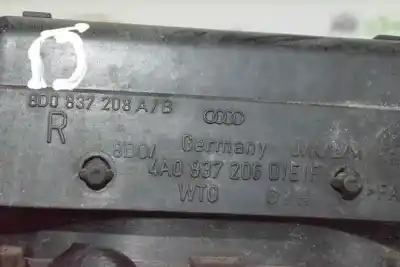 8D0 837 208 A/B
R
8D0/ Germany
4A0 837 206 D/E/F
WTO